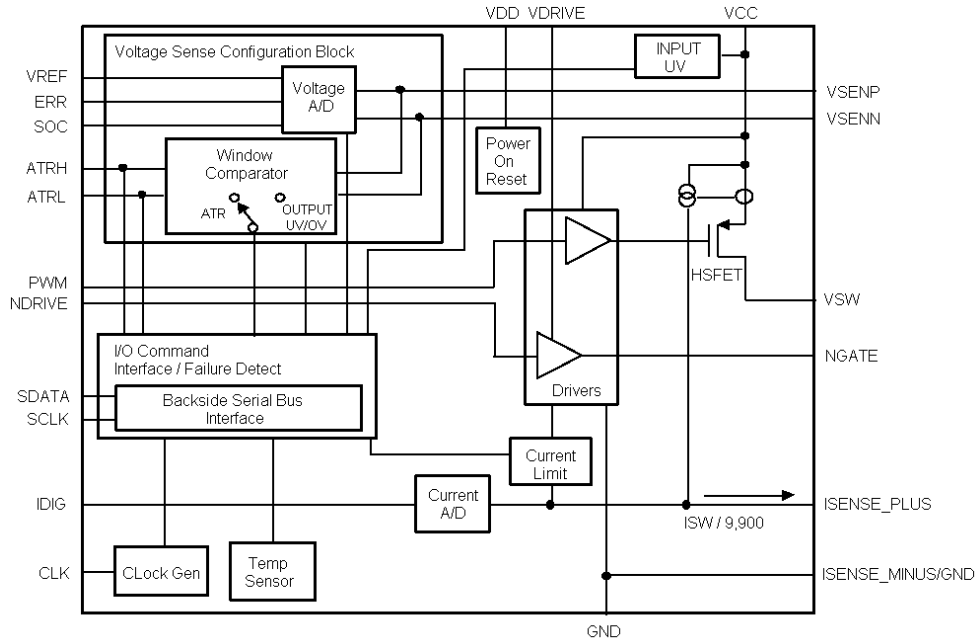 VDD VDRIVE VCC
Voltage Sense Configuration Block
INPUT
UV
VREF
ERR
SOC
Voltage
A/D
VSENP
VSENN
ATRH
ATRL
Window
Comparator
ATR
OUTPUT
UV/OV
Power
On
Reset
PWM
NDRIVE
HSFET
VSW
NGATE
Drivers
I/O Command
Interface / Failure Detect
SDATA
SCLK
Backside Serial Bus
Interface
Current
Limit
IDIG
Current
A/D
ISW / 9,900
ISENSE_PLUS
CLK
CLock Gen
Temp
Sensor
ISENSE_MINUS/GND
GND